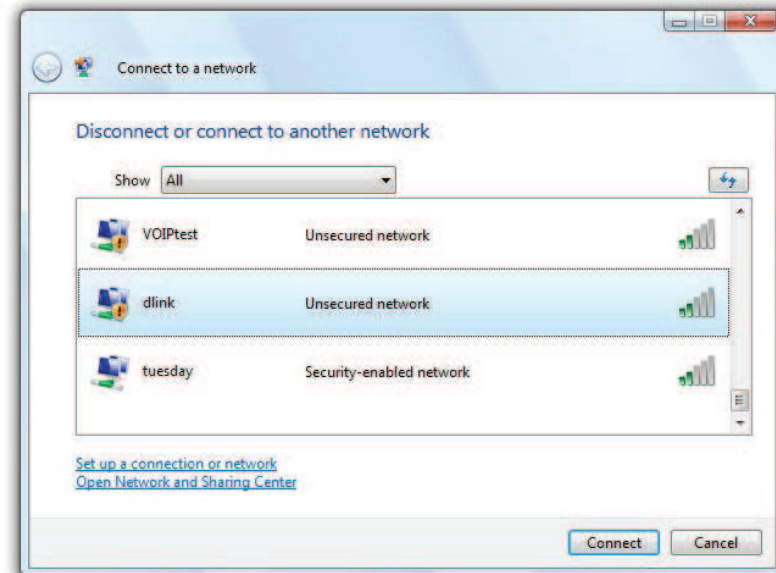 Connect to a network
Disconnect or connect to another network
Show All
VOIPtest Unsecured network
dlink Unsecured network
tuesday Security-enabled network
Set up a connection or network
Open Network and Sharing Center
Connect Cancel